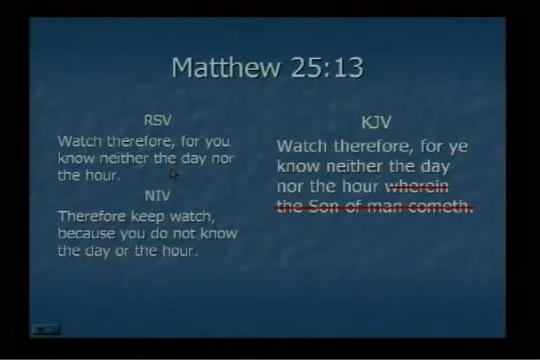 Matthew 25:13
RSV
Watch therefore, for you
know neither the day nor
the hour.
NIV
Therefore keep watch,
because you do not know
the day or the hour.
KJV
Watch therefore, for ye
know neither the day
nor the hour wherein
the Son of man cometh.